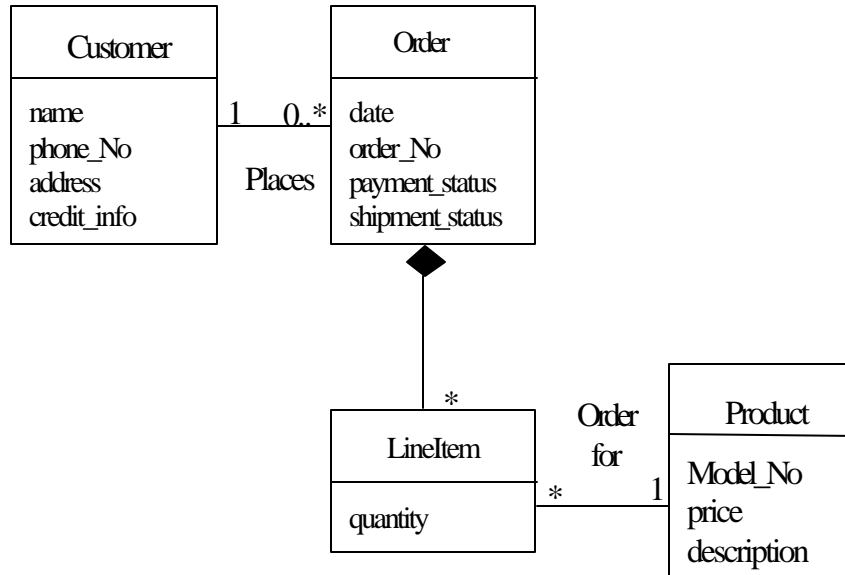 Customer
name
phone_No
address
credit_info
1 0..*
Places
Order
date
order_No
payment_status
shipment_status
*
LineItem
quantity
Order
for
* 1
Product
Model_No
price
description